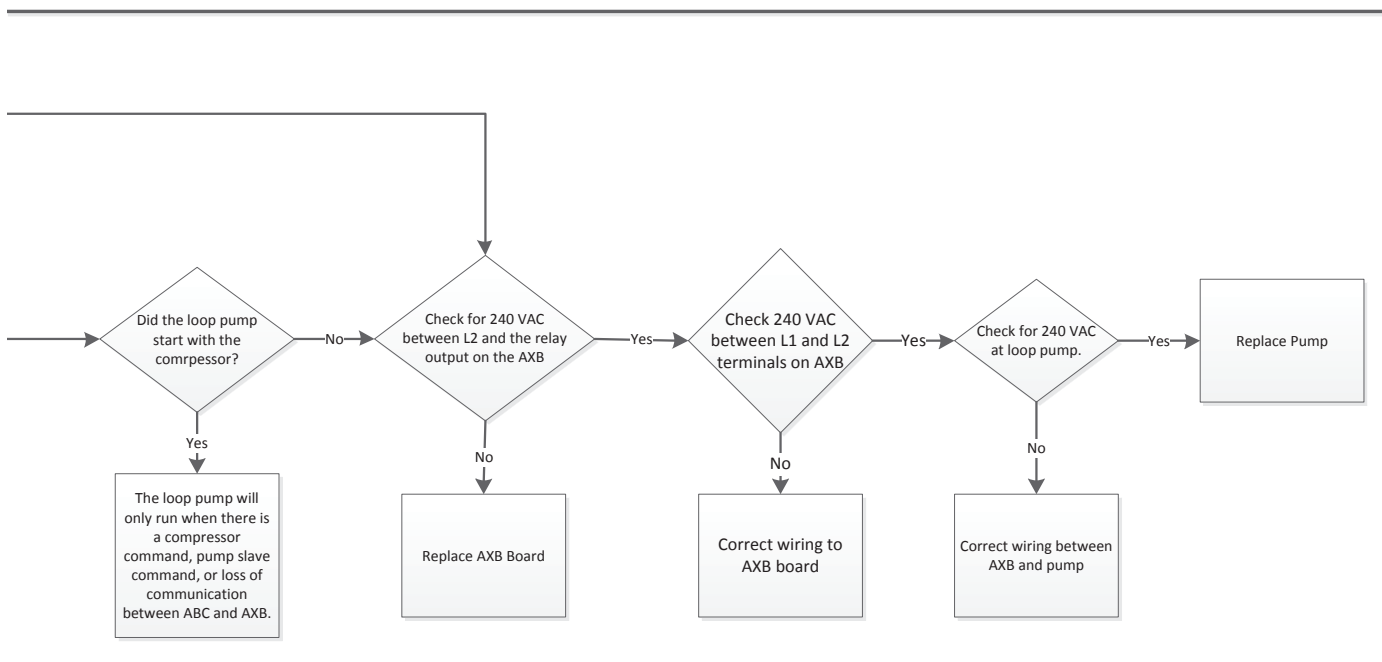 Did the loop pump
start with the
comrpessor?
No
Check for 240 VAC
between L2 and the relay
output on the AXB
Yes
Check 240 VAC
between L1 and L2
terminals on AXB
Yes
Check for 240 VAC
at loop pump.
Yes
Replace Pump
Yes
The loop pump will
only run when there is
a compressor
command, pump slave
command, or loss of
communication
between ABC and AXB.
No
Replace AXB Board
No
Correct wiring to
AXB board
No
Correct wiring between
AXB and pump